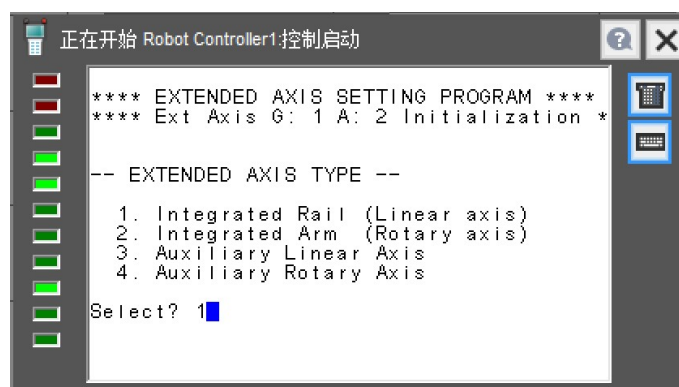 正在开始 Robot Controller1:控制启动
**** EXTENDED AXIS SETTING PROGRAM ****
**** Ext Axis G: 1 A: 2 Initialization *
-- EXTENDED AXIS TYPE --
1. Integrated Rail (Linear axis)
2. Integrated Arm (Rotary axis)
3. Auxiliary Linear Axis
4. Auxiliary Rotary Axis
Select? 1